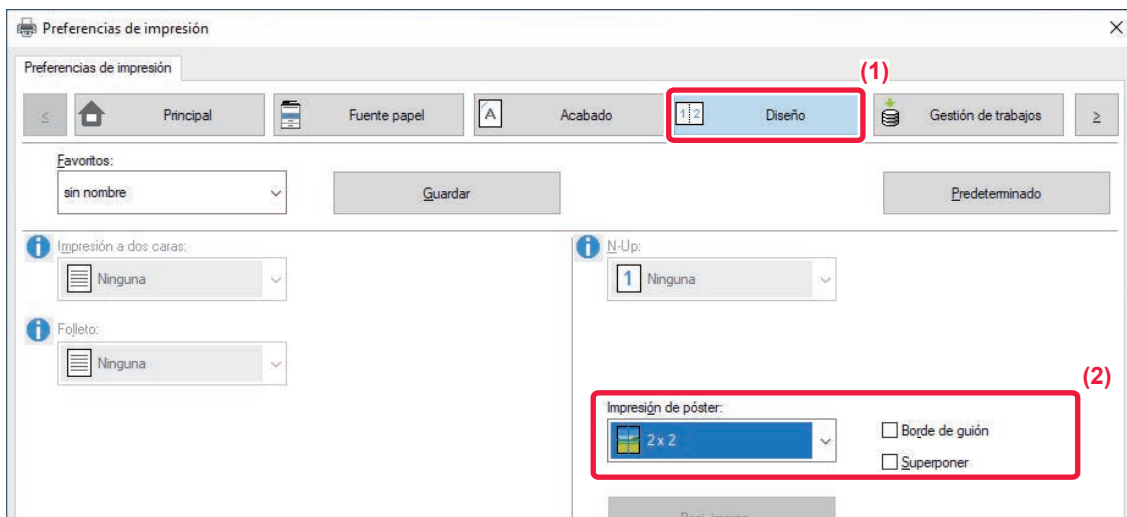 Preferencias de impresión
Preferencias de impresión
(1)
< Principal Fuente papel A Acabado 1 2 Diseño Gestión de trabajos >
Favoritos:
sin nombre Guardar Predeterminado
Impresión a dos caras: N-Up:
Ninguna 1 Ninguna
Folleto:
Ninguna
(2)
Impresión de póster:
2 x 2 Borde de guión
Superponer